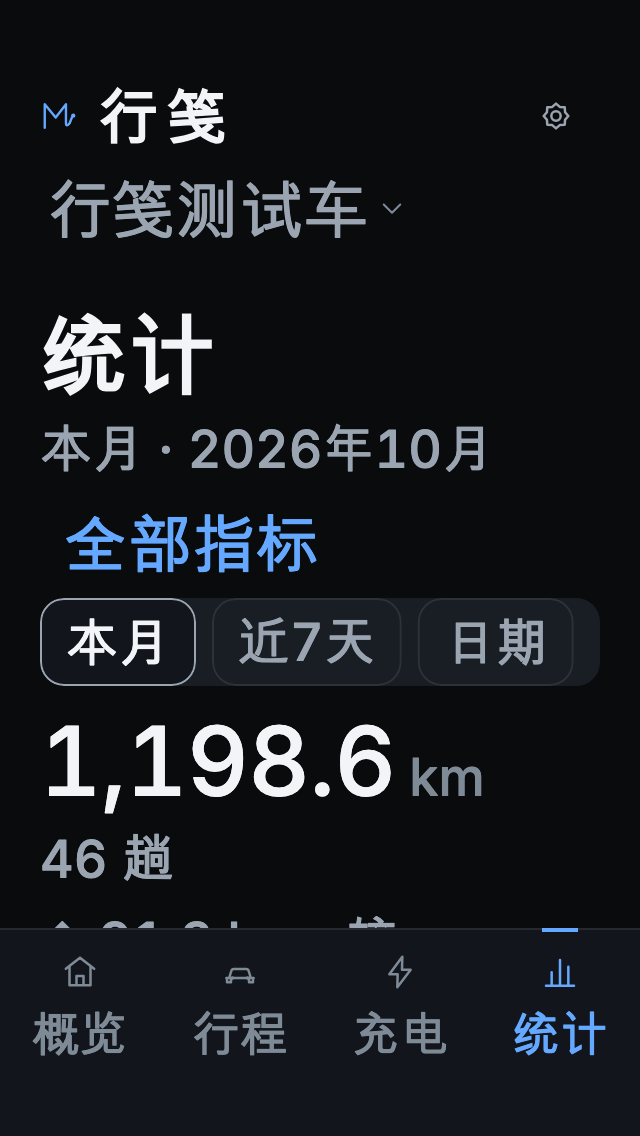 行笺
行笺测试车
统计
本月 · 2026年10月
全部指标
本月 近7天 日期
1,198.6 km
46 趟
概览 行程 充电 统计